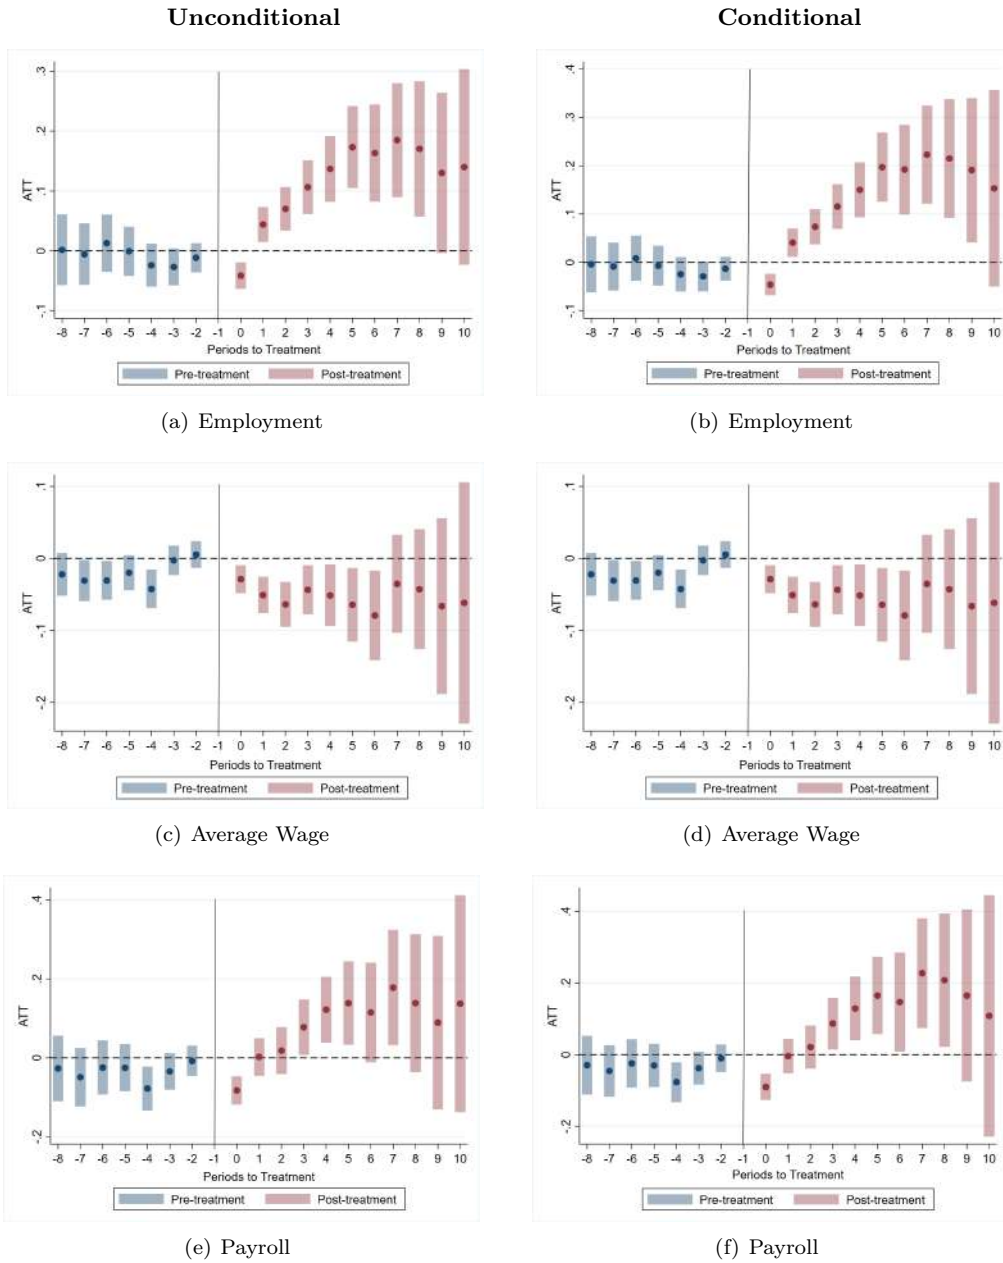 Unconditional Conditional
.3
.2
.1
0
-.1
ATT
-8 -7 -6 -5 -4 -3 -2 -1 0 1 2 3 4 5 6 7 8 9 10
Periods to Treatment
Pre-treatment Post-treatment
(a) Employment
.4
.3
.2
.1
0
-.1
ATT
-8 -7 -6 -5 -4 -3 -2 -1 0 1 2 3 4 5 6 7 8 9 10
Periods to Treatment
Pre-treatment Post-treatment
(b) Employment
.1
0
-.1
-.2
ATT
-8 -7 -6 -5 -4 -3 -2 -1 0 1 2 3 4 5 6 7 8 9 10
Periods to Treatment
Pre-treatment Post-treatment
(c) Average Wage
.1
0
-.1
-.2
ATT
-8 -7 -6 -5 -4 -3 -2 -1 0 1 2 3 4 5 6 7 8 9 10
Periods to Treatment
Pre-treatment Post-treatment
(d) Average Wage
.4
.2
0
-.2
ATT
-8 -7 -6 -5 -4 -3 -2 -1 0 1 2 3 4 5 6 7 8 9 10
Periods to Treatment
Pre-treatment Post-treatment
(e) Payroll
.4
.2
0
-.2
ATT
-8 -7 -6 -5 -4 -3 -2 -1 0 1 2 3 4 5 6 7 8 9 10
Periods to Treatment
Pre-treatment Post-treatment
(f) Payroll